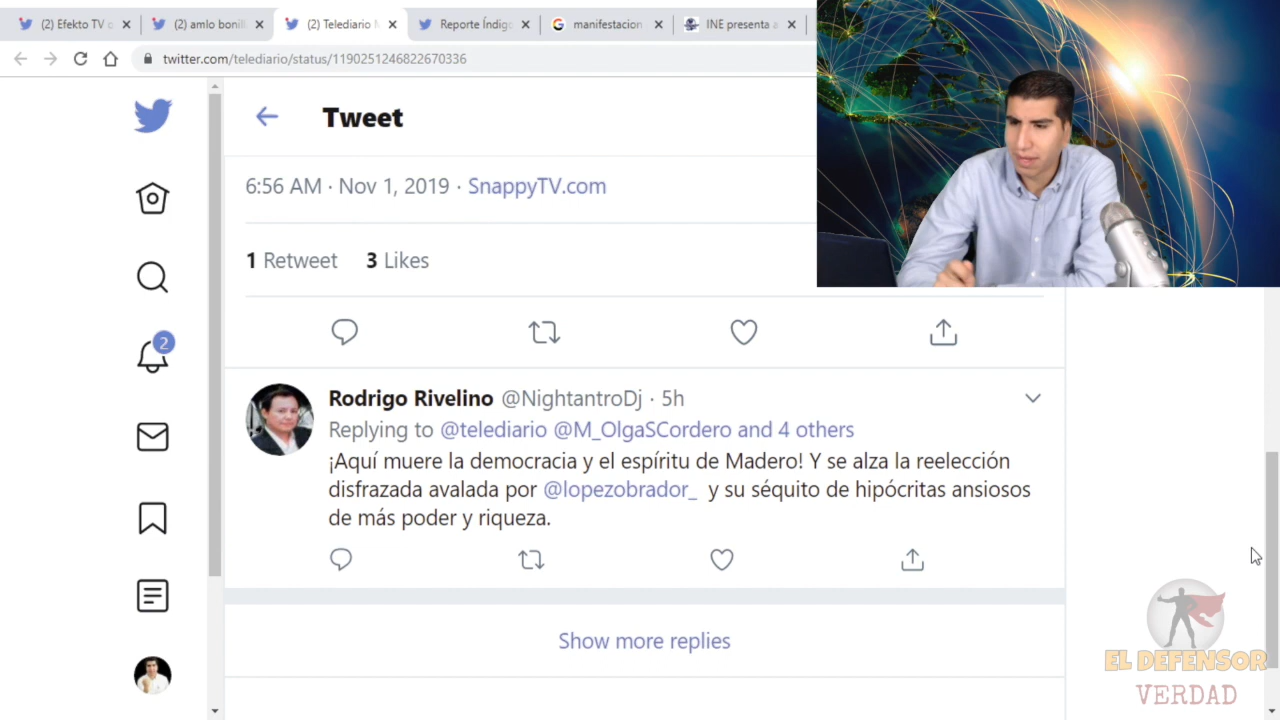 (2) Efekto TV
(2) amlo bonill
(2) Telediario
Reporte Índigo
manifestacion
INE presenta a
twitter.com/telediario/status/1190251246822670336
Tweet
6:56 AM · Nov 1, 2019 · SnappyTV.com
1 Retweet 3 Likes
2
Rodrigo Rivelino @NightantroDj · 5h
Replying to @telediario @M_OlgaSCordero and 4 others
¡Aquí muere la democracia y el espíritu de Madero! Y se alza la reelección
disfrazada avalada por @lopezobrador_ y su séquito de hipócritas ansiosos
de más poder y riqueza.
Show more replies
EL DEFENSOR
VERDAD